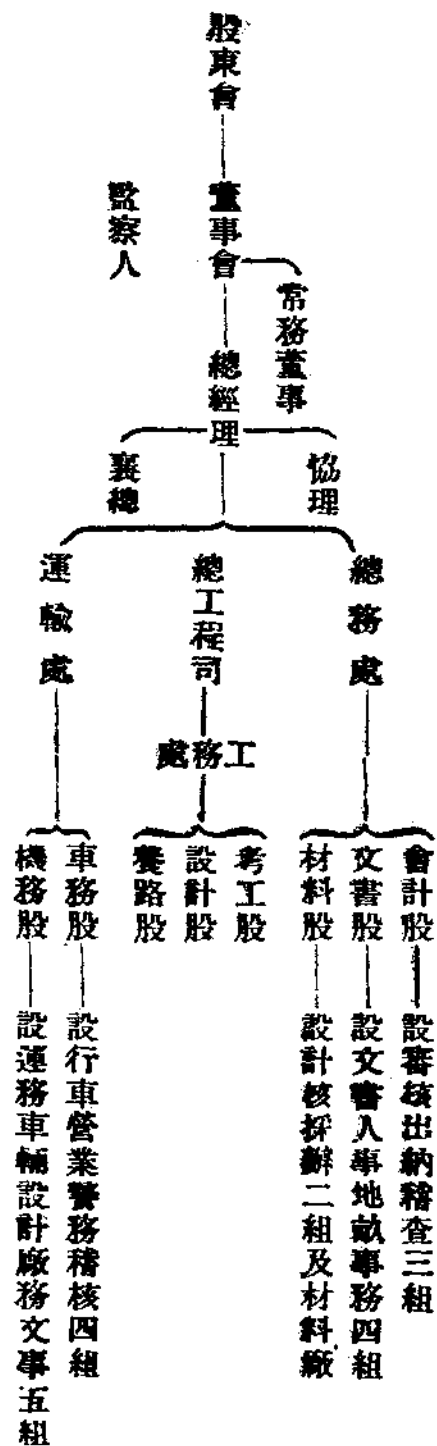 股東會
董事會
監察人
常務董事
總經理
協理
襄總
總務處
總工程司
運輸處
工務處
會計股
設審核出納稽查三組
文書股
設文書人事地畝事務四組
材料股
設計核採辦二組及材料廠
考工股
設計股
養路股
車務股
設行車營業警務稽核四組
機務股
設運務車輛設計廠務文事五組